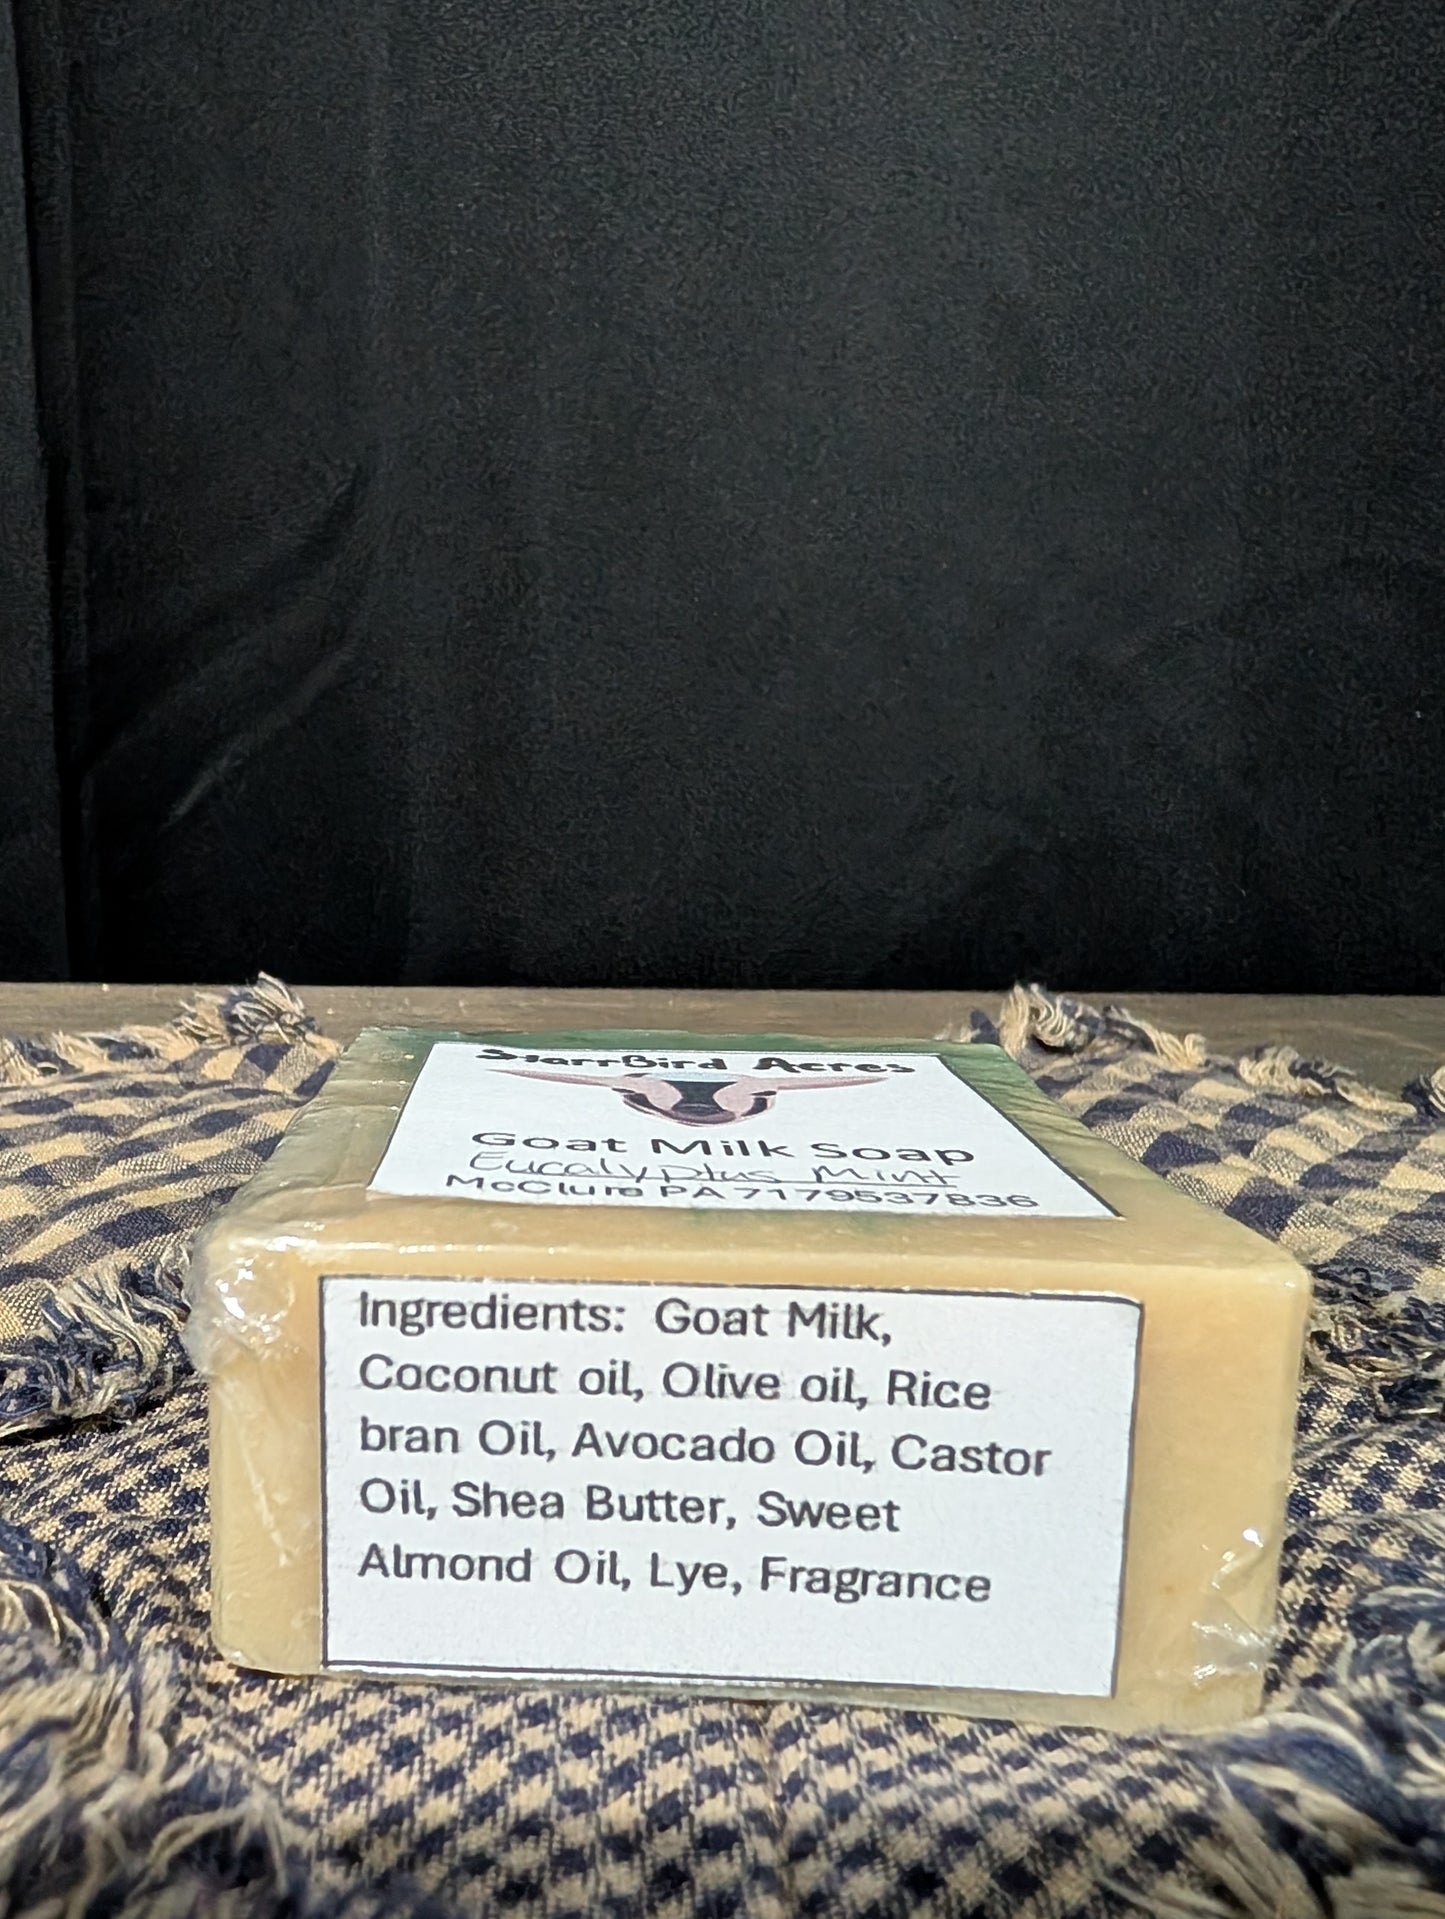 StarrBird Acres
Goat Milk Soap
Eucalyptus Mint
McClure PA 7179537836
Ingredients: Goat Milk,
Coconut oil, Olive oil, Rice
bran Oil, Avocado Oil, Castor
Oil, Shea Butter, Sweet
Almond Oil, Lye, Fragrance